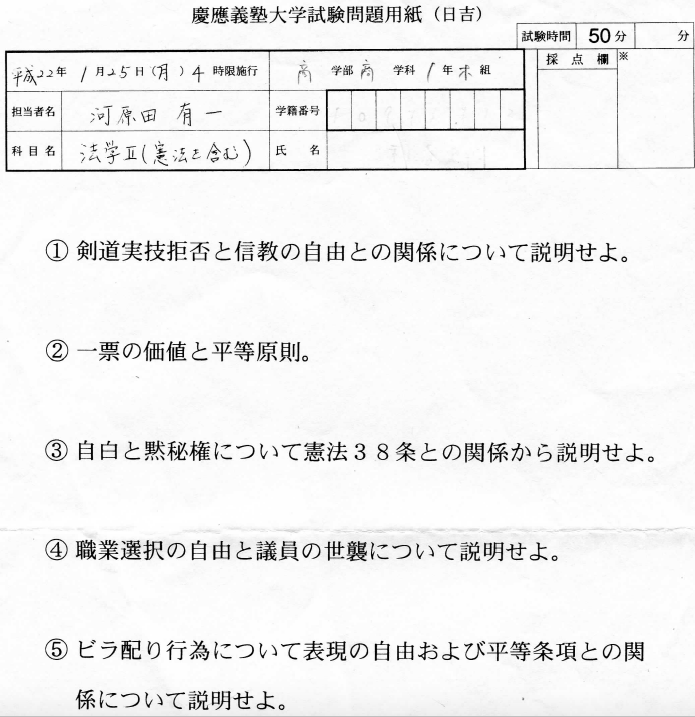 慶應義塾大学試験問題用紙（日吉）
試験時間 50分 分
平成22年 1月25日（月）4時限施行 商学部商学科1年木組
採点欄 ※
担当者名 河原田 有一 学籍番号
科目名 法学Ⅱ(憲法を含む) 氏名
① 剣道実技拒否と信教の自由との関係について説明せよ。
② 一票の価値と平等原則。
③ 自白と黙秘権について憲法３８条との関係から説明せよ。
④ 職業選択の自由と議員の世襲について説明せよ。
⑤ ビラ配り行為について表現の自由および平等条項との関
係について説明せよ。